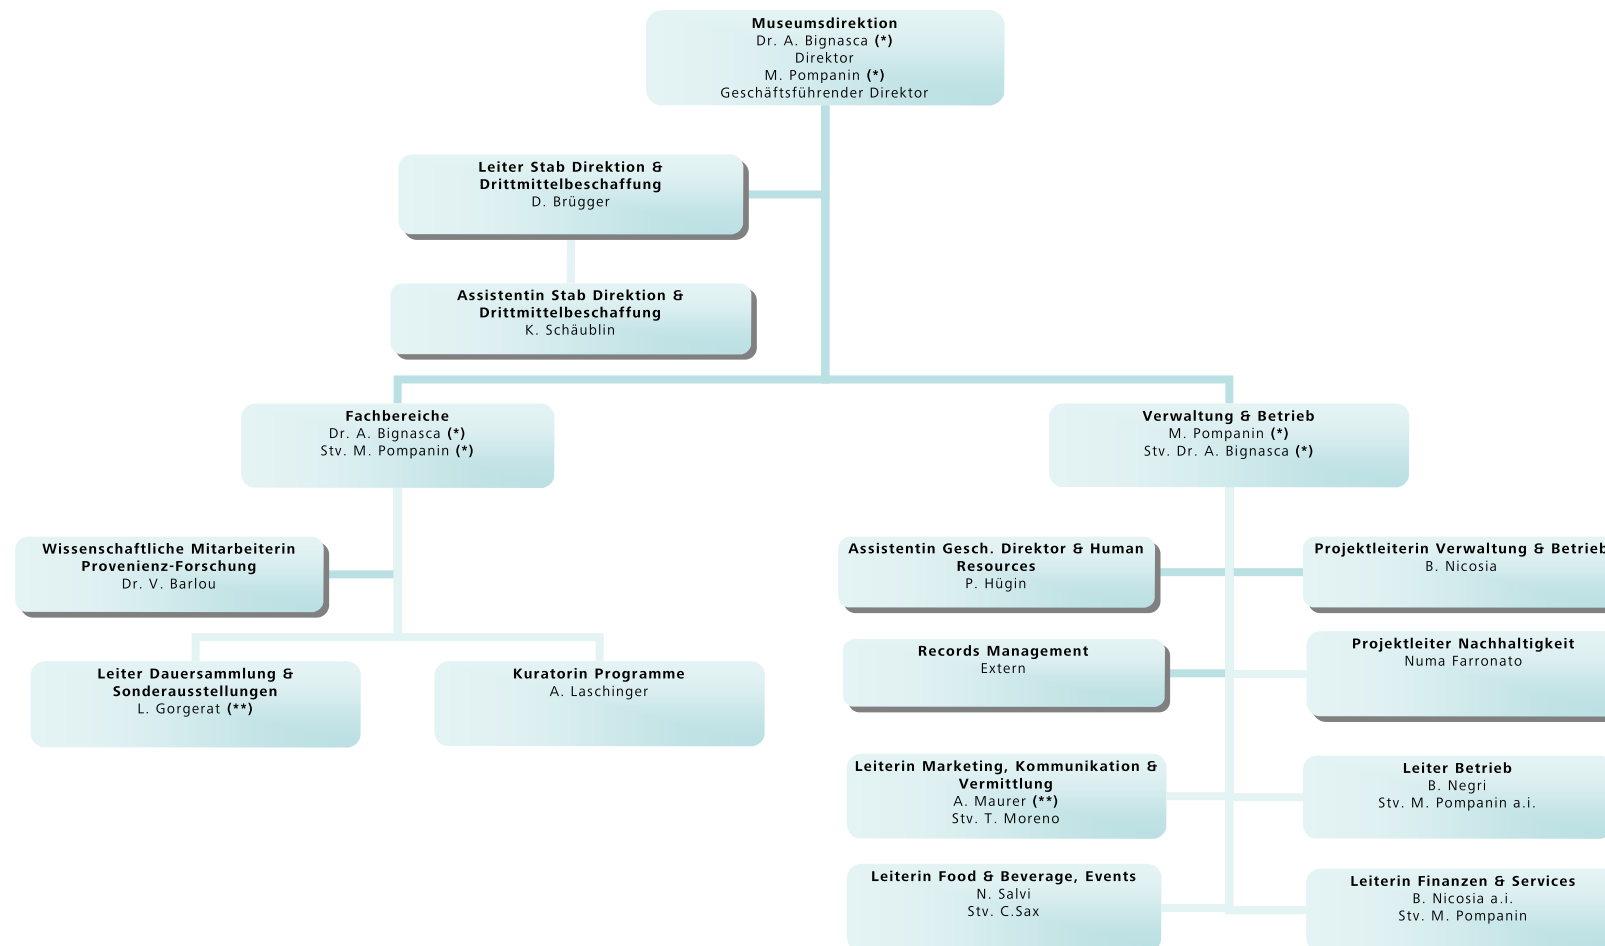 Museumsdirektion
Dr. A. Bignasca (*)
Direktor
M. Pompanin (*)
Geschäftsführender Direktor
Leiter Stab Direktion &
Drittmittelbeschaffung
D. Brügger
Assistentin Stab Direktion &
Drittmittelbeschaffung
K. Schäublin
Fachbereiche
Dr. A. Bignasca (*)
Stv. M. Pompanin (*)
Verwaltung & Betrieb
M. Pompanin (*)
Stv. Dr. A. Bignasca (*)
Wissenschaftliche Mitarbeiterin
Provenienz-Forschung
Dr. V. Barlou
Leiter Dauersammlung &
Sonderausstellungen
L. Gorgerat (**)
Kuratorin Programme
A. Laschinger
Assistentin Gesch. Direktor & Human
Resources
P. Hügin
Projektleiterin Verwaltung & Betrieb
B. Nicosia
Records Management
Extern
Projektleiter Nachhaltigkeit
Numa Farronato
Leiterin Marketing, Kommunikation &
Vermittlung
A. Maurer (**)
Stv. T. Moreno
Leiter Betrieb
B. Negri
Stv. M. Pompanin a.i.
Leiterin Food & Beverage, Events
N. Salvi
Stv. C.Sax
Leiterin Finanzen & Services
B. Nicosia a.i.
Stv. M. Pompanin